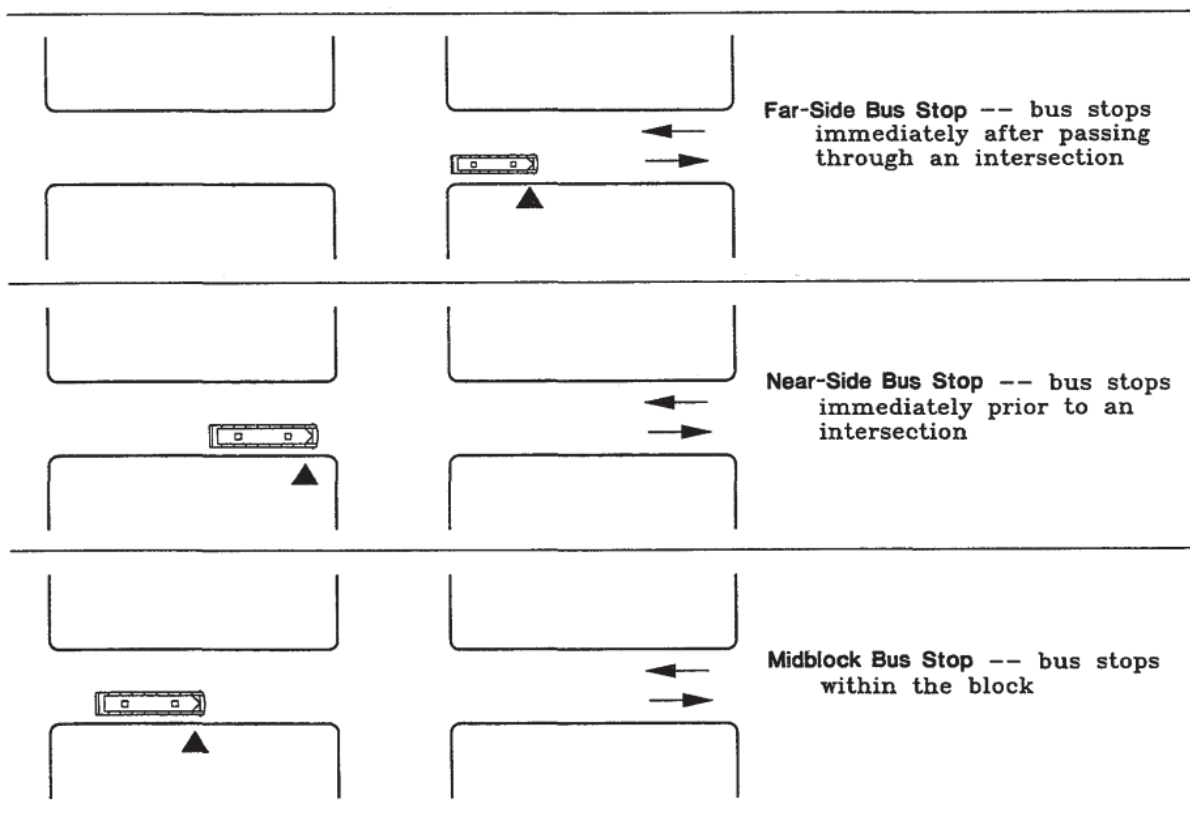 Far-Side Bus Stop -- bus stops
immediately after passing
through an intersection
Near-Side Bus Stop -- bus stops
immediately prior to an
intersection
Midblock Bus Stop -- bus stops
within the block